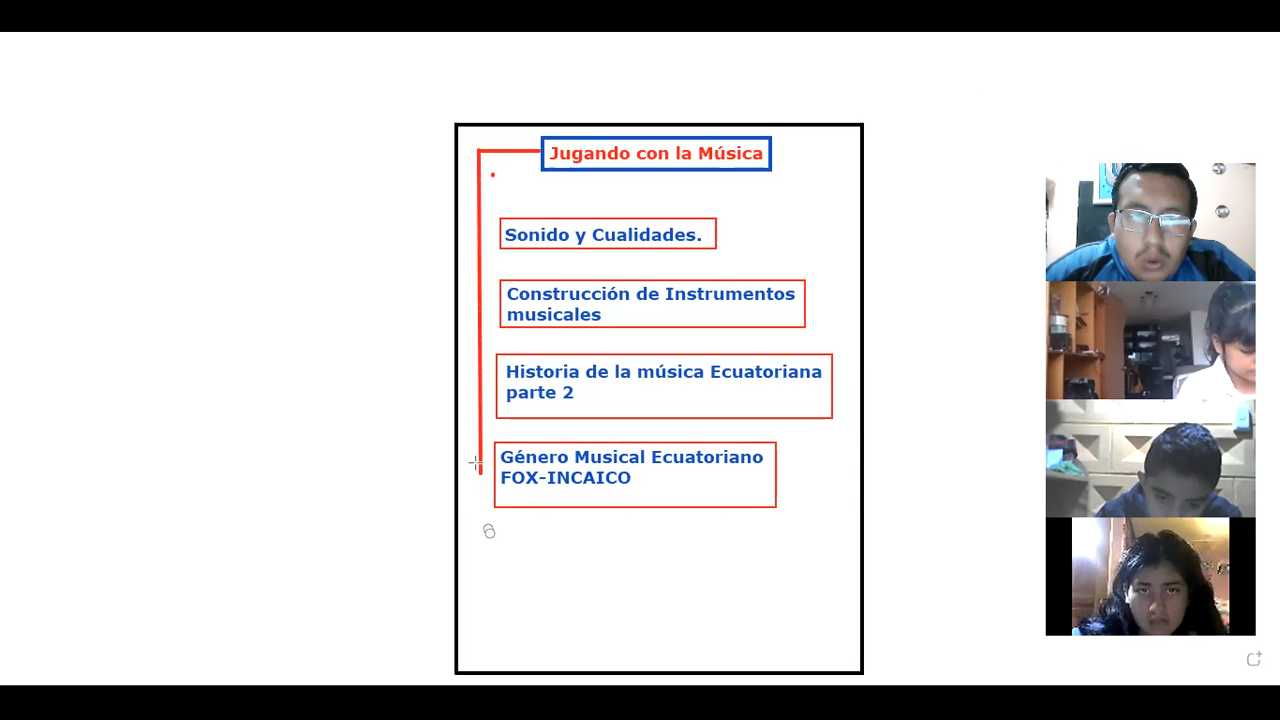 Jugando con la Música
Sonido y Cualidades.
Construcción de Instrumentos
musicales
Historia de la música Ecuatoriana
parte 2
Género Musical Ecuatoriano
FOX-INCAICO